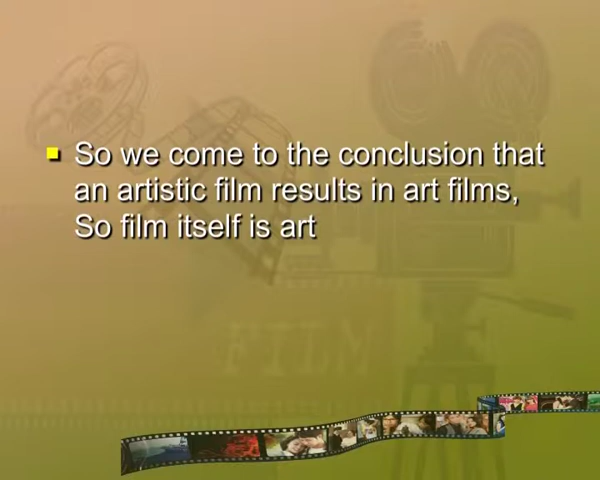 So we come to the conclusion that
an artistic film results in art films,
So film itself is art
FILM